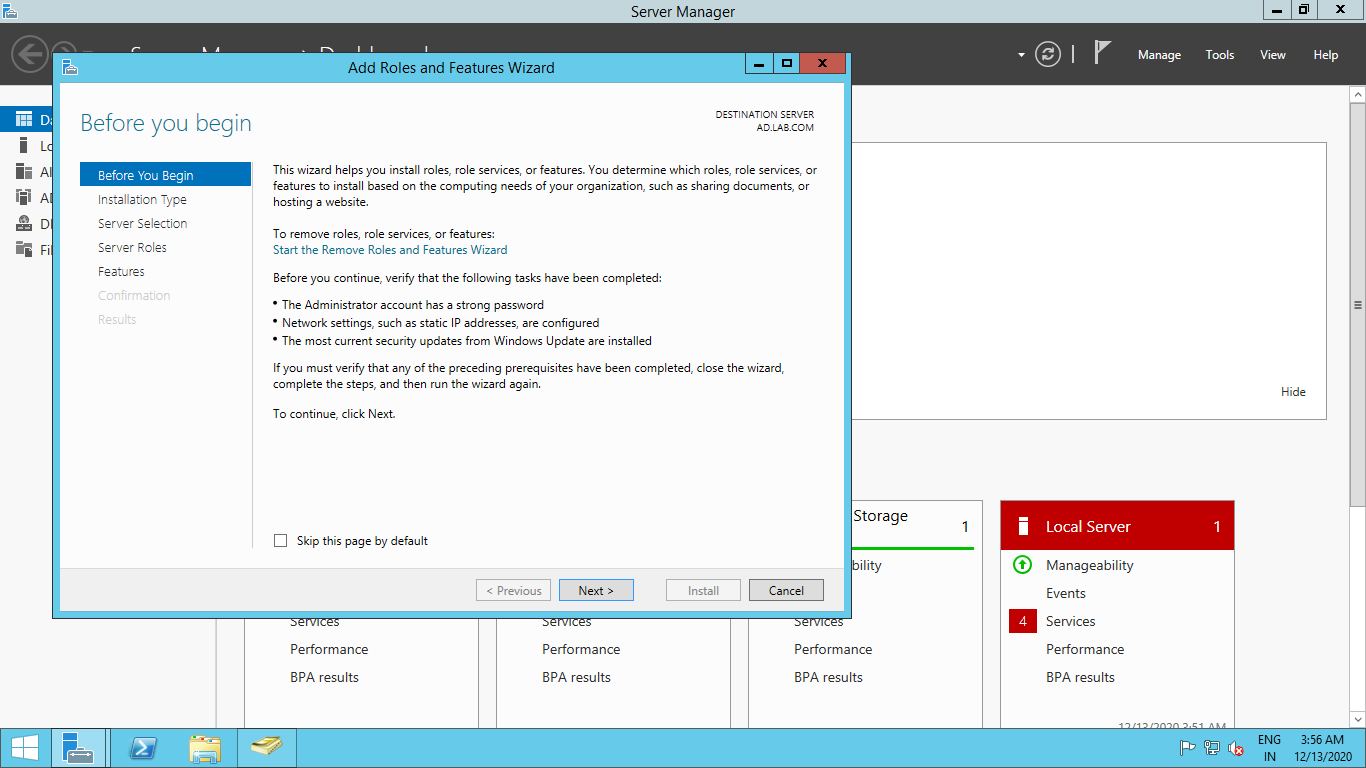 Server Manager
Manage Tools View Help
Add Roles and Features Wizard
Before you begin
DESTINATION SERVER
AD.LAB.COM
Before You Begin
Installation Type
Server Selection
Server Roles
Features
Confirmation
Results
This wizard helps you install roles, role services, or features. You determine which roles, role services, or
features to install based on the computing needs of your organization, such as sharing documents, or
hosting a website.
To remove roles, role services, or features:
Start the Remove Roles and Features Wizard
Before you continue, verify that the following tasks have been completed:
• The Administrator account has a strong password
• Network settings, such as static IP addresses, are configured
• The most current security updates from Windows Update are installed
If you must verify that any of the preceding prerequisites have been completed, close the wizard,
complete the steps, and then run the wizard again.
To continue, click Next.
Skip this page by default
< Previous Next > Install Cancel
Hide
Services
Performance
BPA results
Services
Performance
BPA results
Storage 1
Services
Performance
BPA results
Local Server 1
Manageability
Events
4 Services
Performance
BPA results
12/13/2020 3:51 AM
ENG
IN
3:56 AM
12/13/2020